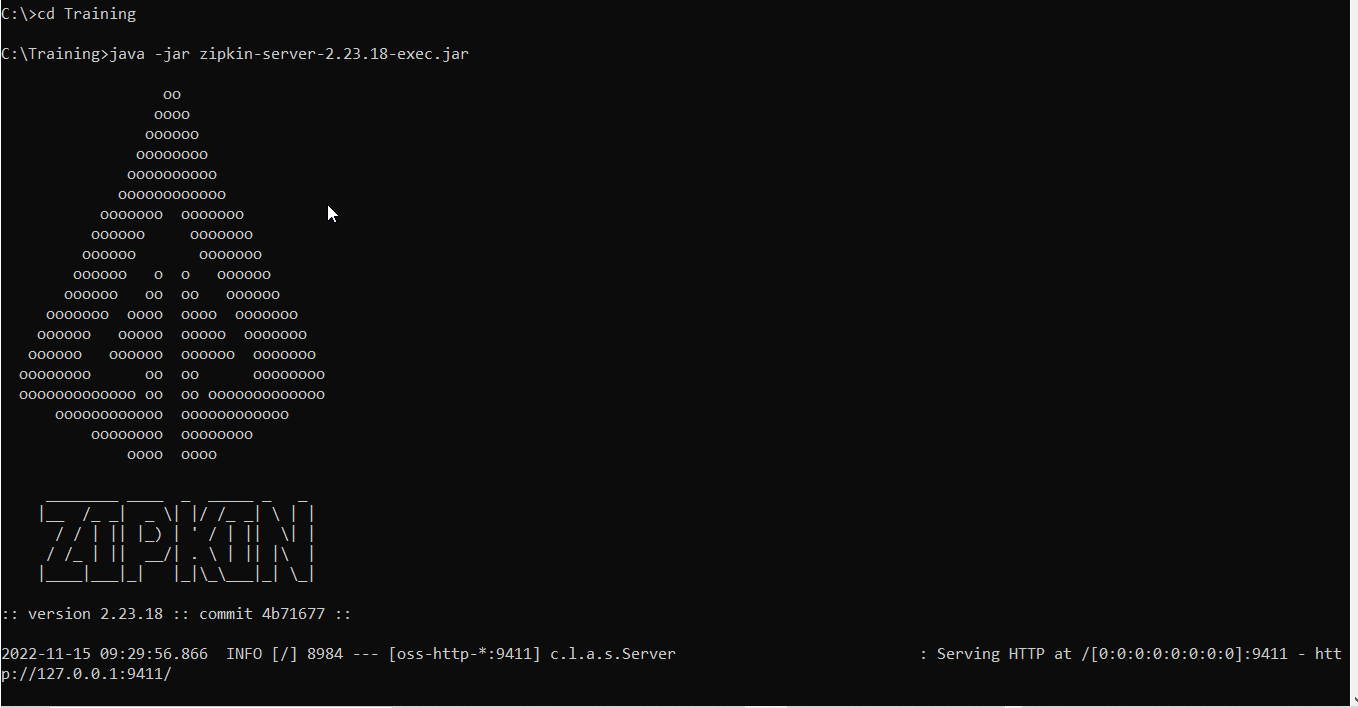 C:\>cd Training
C:\Training>java -jar zipkin-server-2.23.18-exec.jar
                  oo
                 oooo
                oooooo
               oooooooo
              oooooooooo
             oooooooooooo
           ooooooo  ooooooo
          oooooo     ooooooo
         oooooo       ooooooo
        oooooo   o  o   oooooo
       oooooo   oo  oo   oooooo
     ooooooo  oooo  oooo  ooooooo
    oooooo   ooooo  ooooo  ooooooo
   oooooo   oooooo  oooooo  ooooooo
  oooooooo      oo  oo      oooooooo
  ooooooooooooo oo  oo ooooooooooooo
      oooooooooooo  oooooooooooo
          oooooooo  oooooooo
              oooo  oooo
     ________ ____  _  _____ _   _
    |__  /_ _|  _ \| |/ /_ _| \ | |
      / / | || |_) | ' / | ||  \| |
     / /_ | ||  __/| . \ | || |\  |
    |____|___|_|   |_|\_\___|_| \_|
:: version 2.23.18 :: commit 4b71677 ::
2022-11-15 09:29:56.866  INFO [/] 8984 --- [oss-http-*:9411] c.l.a.s.Server                           : Serving HTTP at /[0:0:0:0:0:0:0:0]:9411 - htt
p://127.0.0.1:9411/